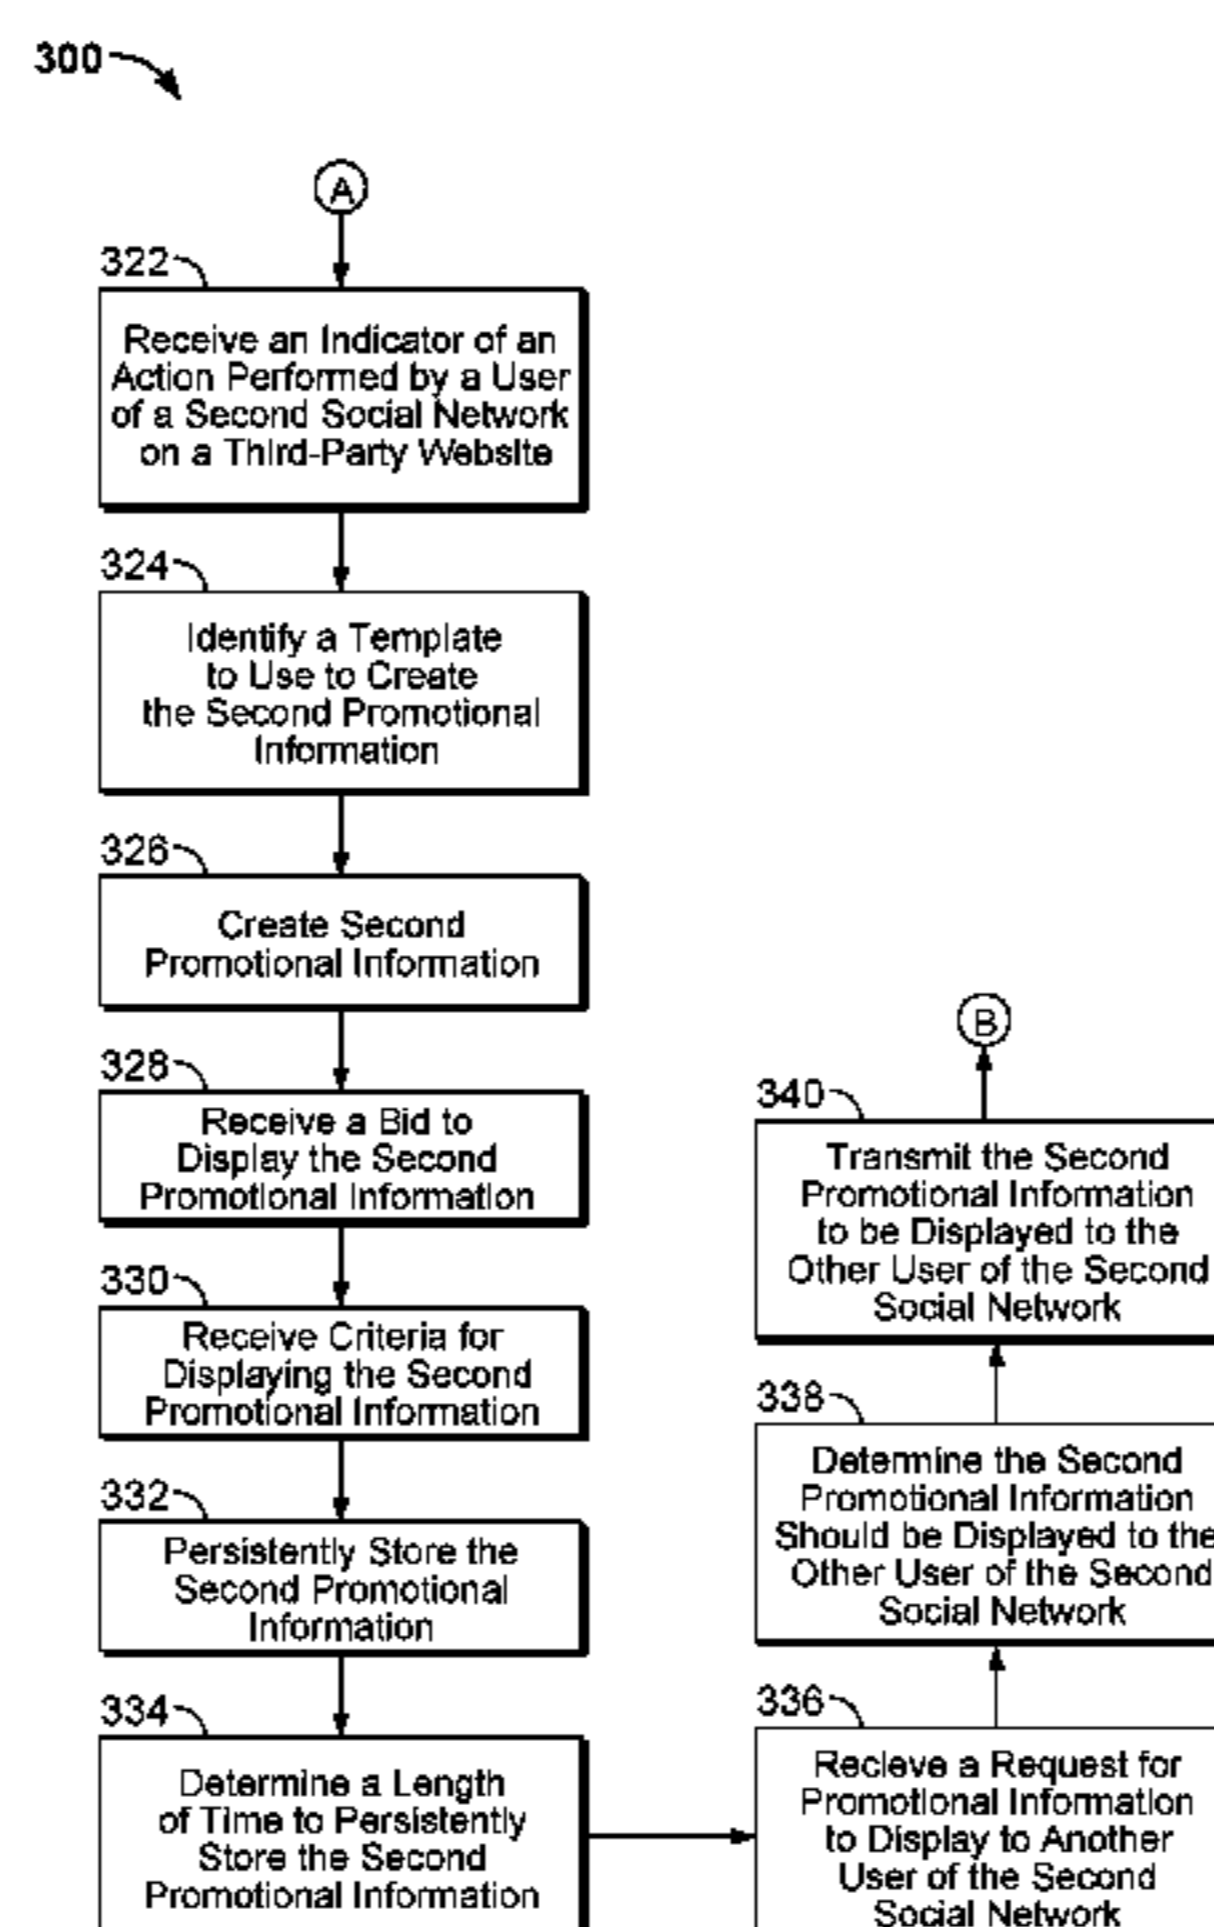 300
A
322
Receive an Indicator of an
Action Performed by a User
of a Second Social Network
on a Third-Party Website
324
Identify a Template
to Use to Create
the Second Promotional
Information
326
Create Second
Promotional Information
328
Receive a Bid to
Display the Second
Promotional Information
330
Receive Criteria for
Displaying the Second
Promotional Information
332
Persistently Store the
Second Promotional
Information
334
Determine a Length
of Time to Persistently
Store the Second
Promotional Information
B
340
Transmit the Second
Promotional Information
to be Displayed to the
Other User of the Second
Social Network
338
Determine the Second
Promotional Information
Should be Displayed to the
Other User of the Second
Social Network
336
Recieve a Request for
Promotional Information
to Display to Another
User of the Second
Social Network